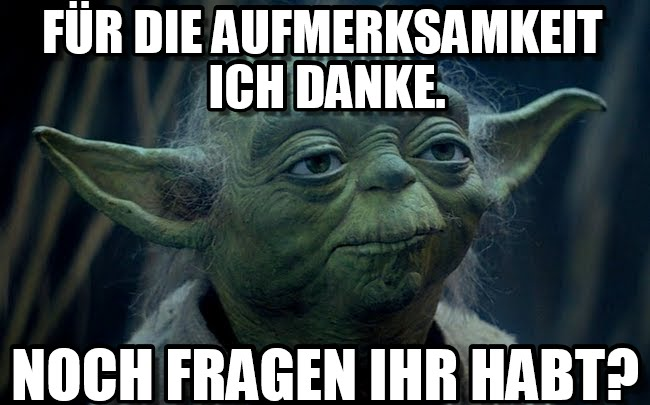 FÜR DIE AUFMERKSAMKEIT
ICH DANKE.
NOCH FRAGEN IHR HABT?